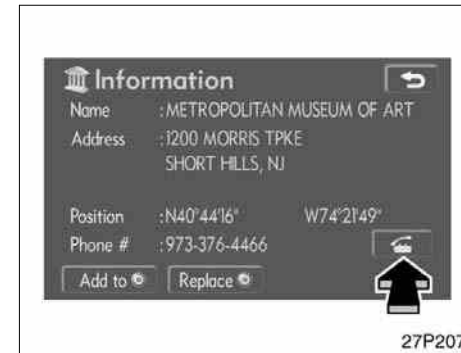 Information
Name :METROPOLITAN MUSEUM OF ART
Address :1200 MORRIS TPKE
SHORT HILLS, NJ
Position :N40°44'16" W74°21'49"
Phone # :973-376-4466
Add to Replace
27P207